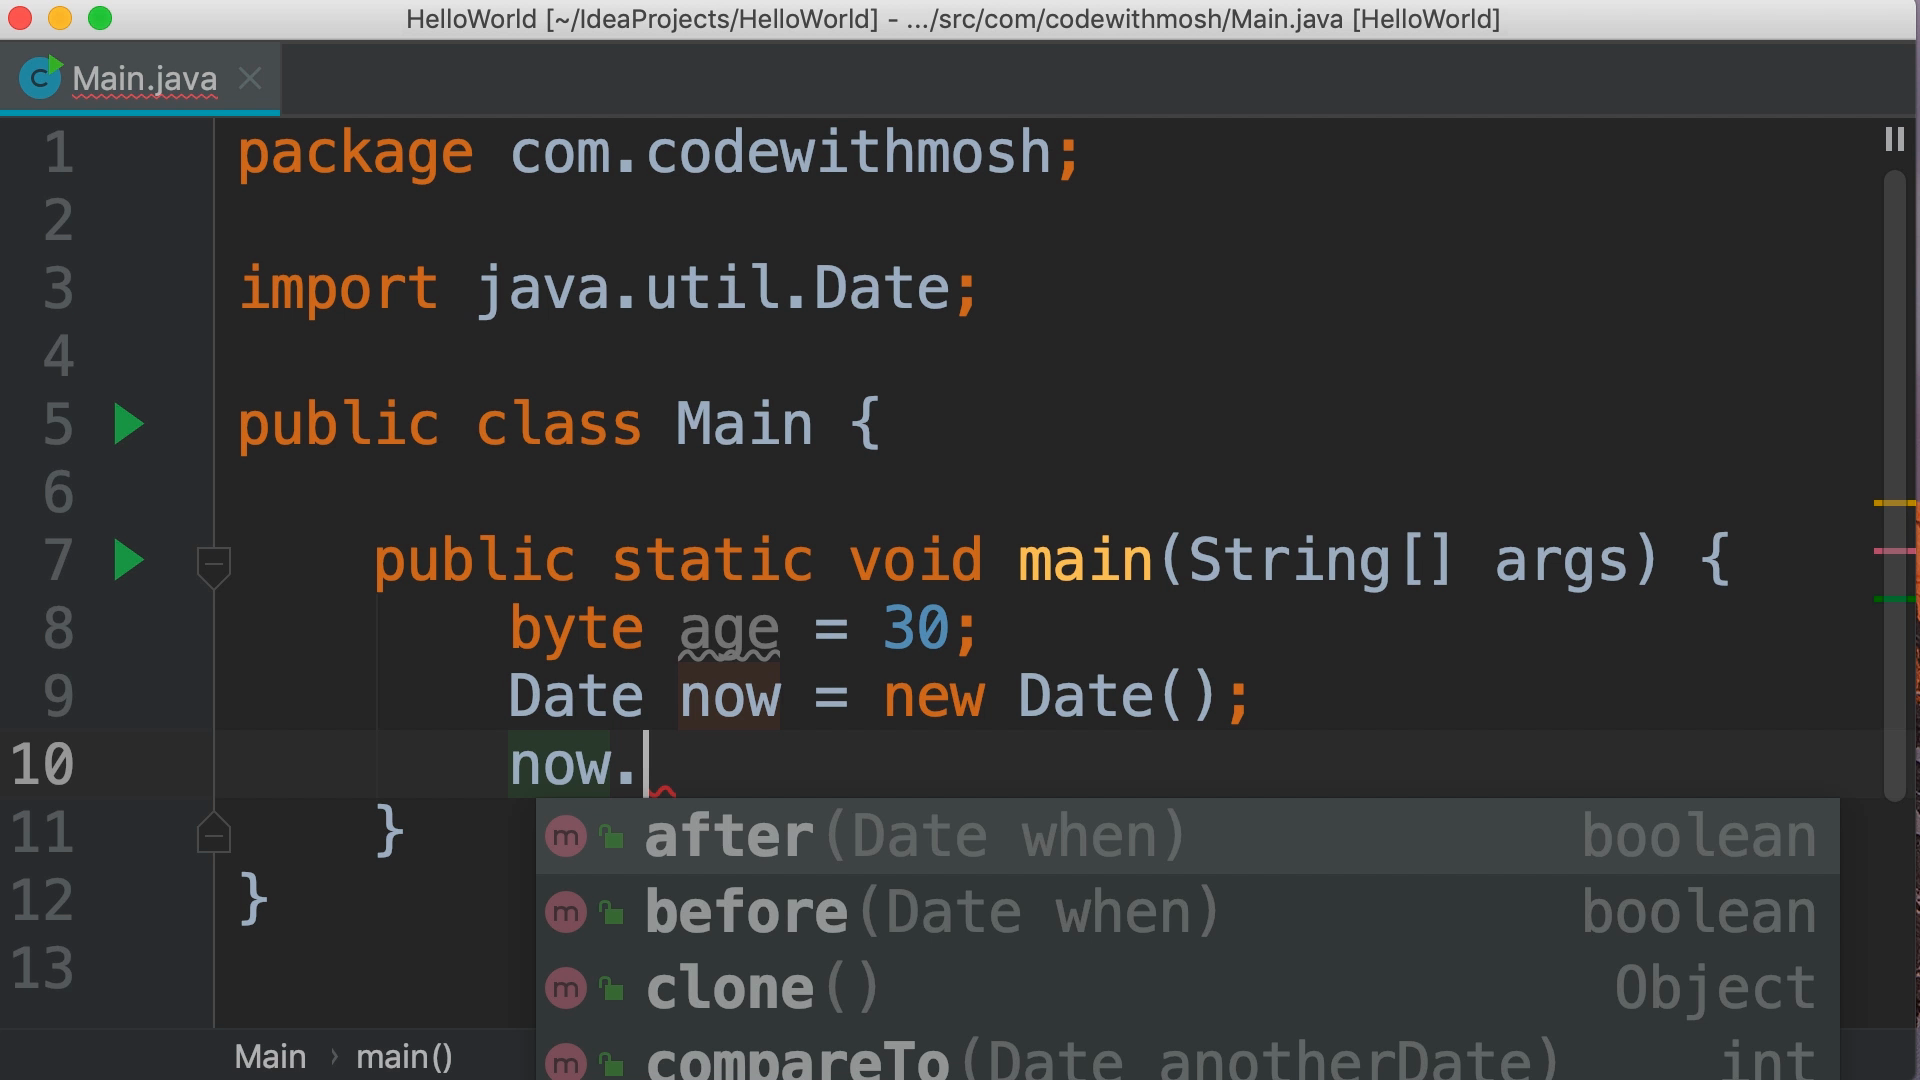 HelloWorld [~/IdeaProjects/HelloWorld] - .../src/com/codewithmosh/Main.java [HelloWorld]
C Main.java
1 package com.codewithmosh;
2
3 import java.util.Date;
4
5 public class Main {
6
7 public static void main(String[] args) {
8 byte age = 30;
9 Date now = new Date();
10 now.
11 }
12 }
13
m after(Date when) boolean
m before(Date when) boolean
m clone() Object
m compareTo(Date anotherDate) int
Main › main()